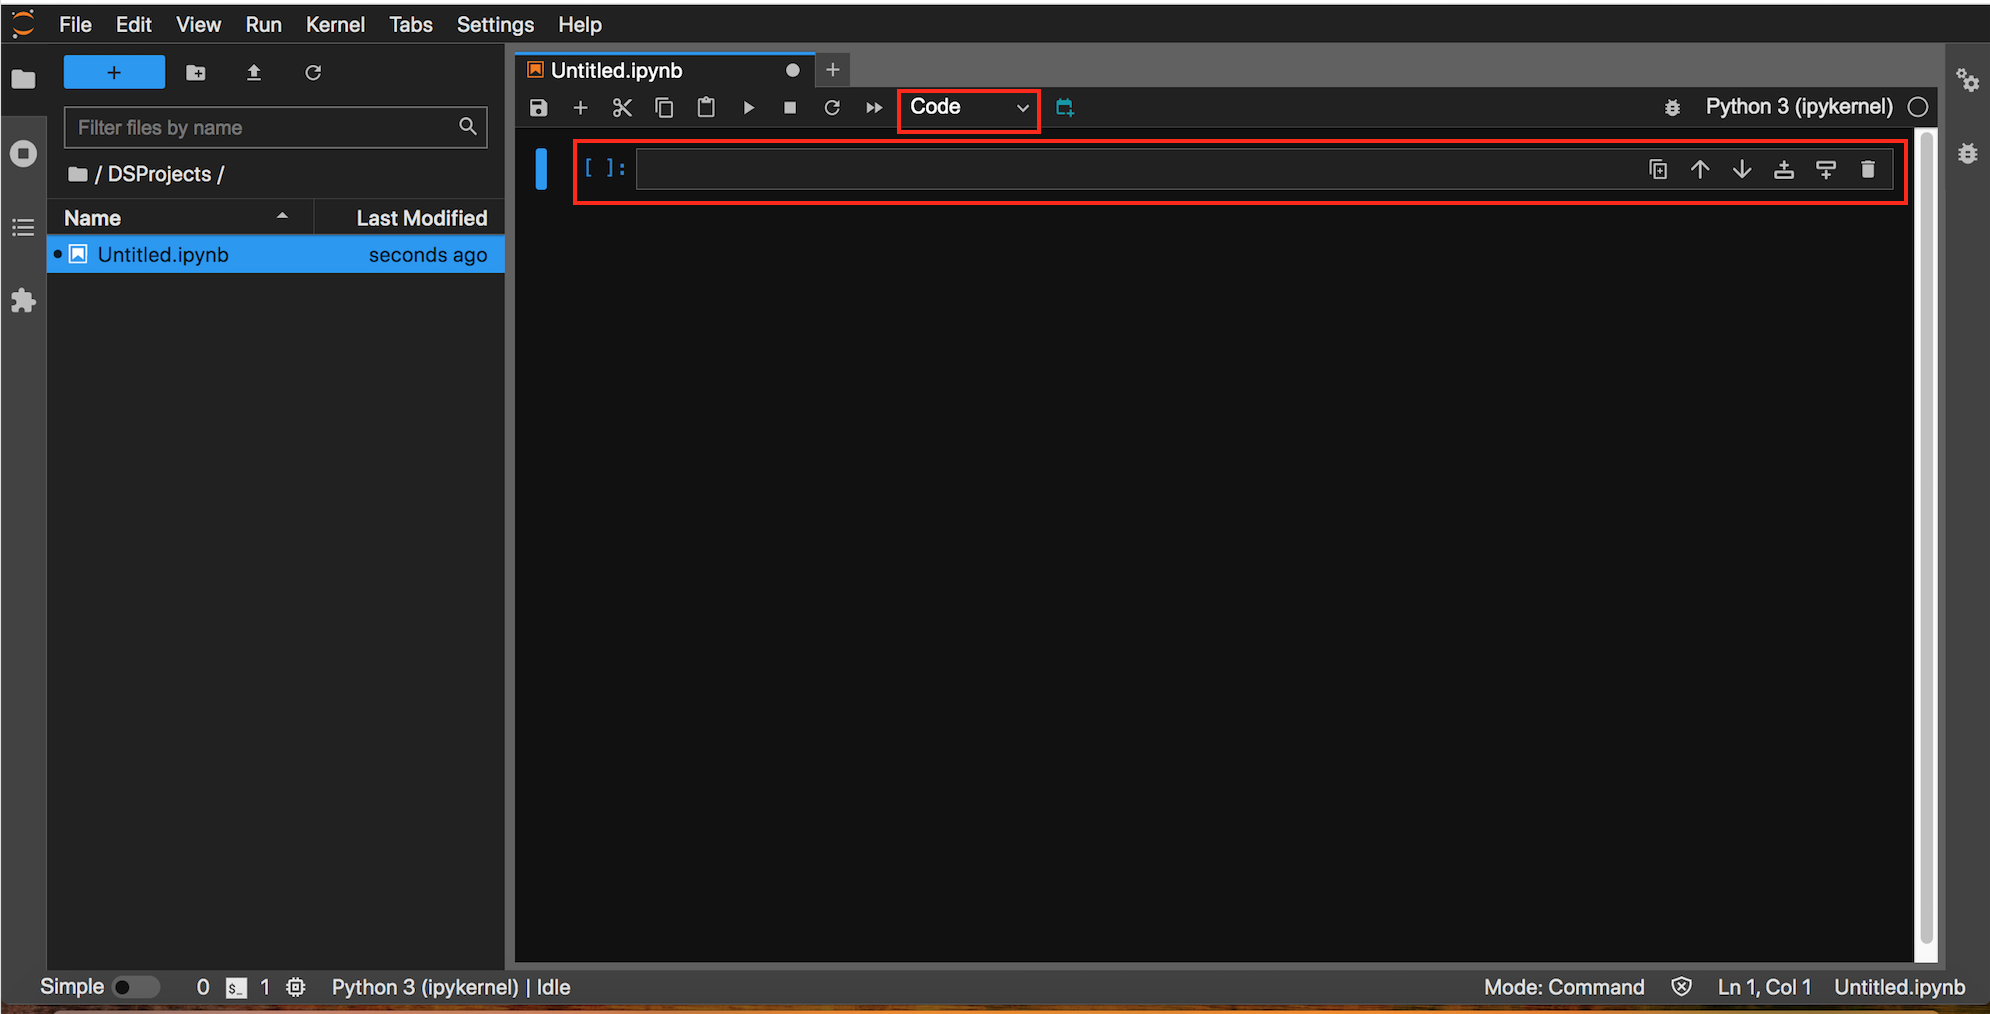 File Edit View Run Kernel Tabs Settings Help
Untitled.ipynb
Code
Python 3 (ipykernel)
Filter files by name
/ DSProjects /
Name Last Modified
Untitled.ipynb seconds ago
[ ]:
Simple 0 $_ 1 Python 3 (ipykernel) | Idle Mode: Command Ln 1, Col 1 Untitled.ipynb